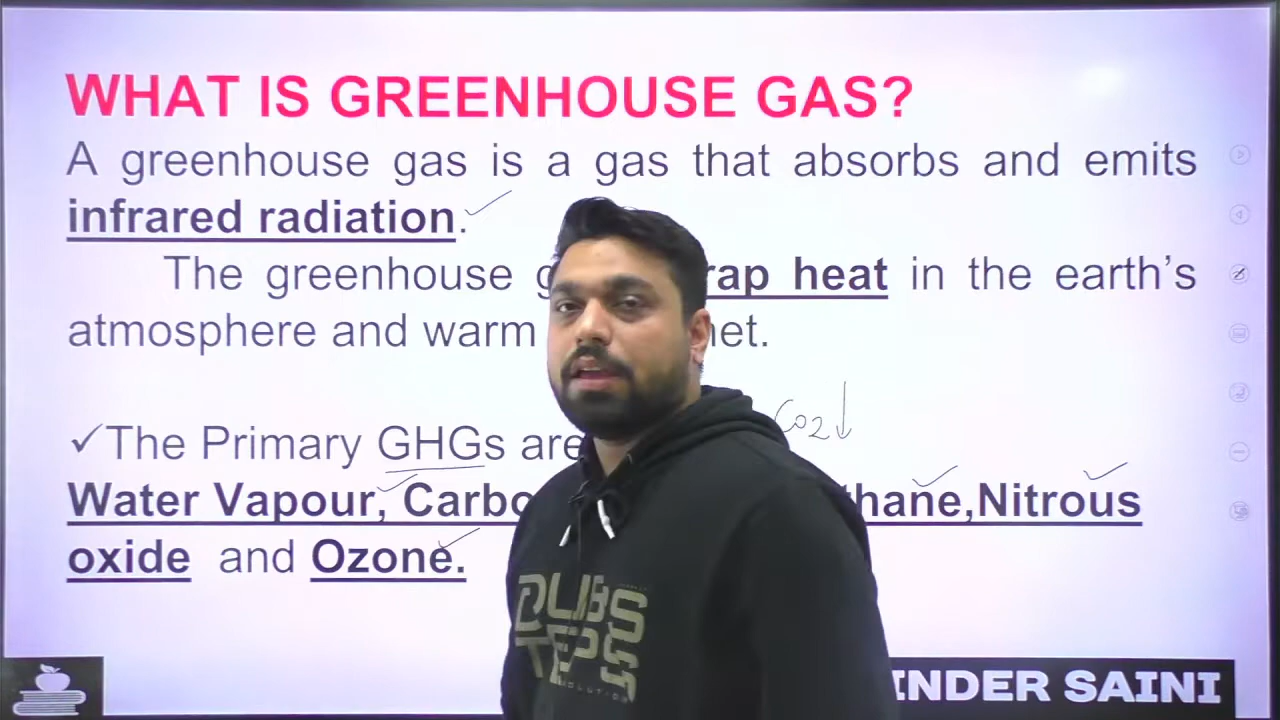 WHAT IS GREENHOUSE GAS?
A greenhouse gas is a gas that absorbs and emits
infrared radiation.
The greenhouse g rap heat in the earth's
atmosphere and warm net.
CO2↓
✓The Primary GHGs are
Water Vapour, Carbo thane,Nitrous
oxide and Ozone.
DUBS
TEPS
INDER SAINI